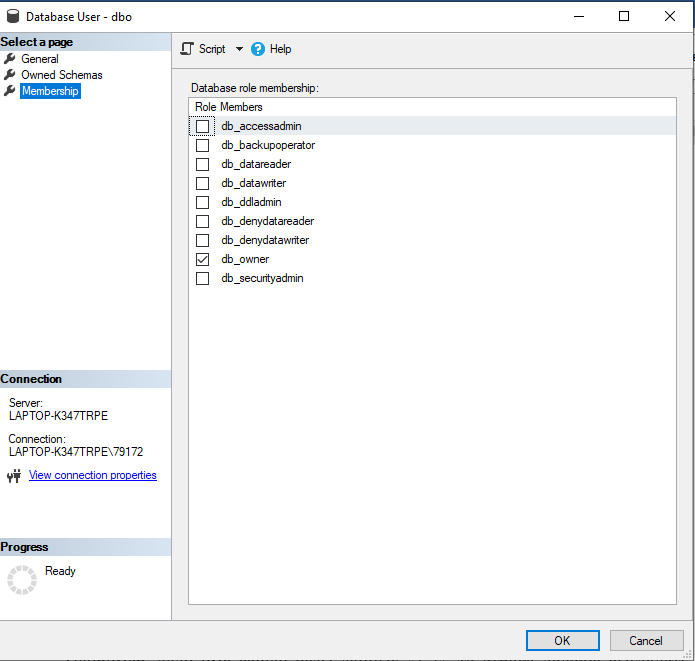 Database User - dbo
Select a page
General
Owned Schemas
Membership
Script
Help
Database role membership:
Role Members
db_accessadmin
db_backupoperator
db_datareader
db_datawriter
db_ddladmin
db_denydatareader
db_denydatawriter
db_owner
db_securityadmin
Connection
Server:
LAPTOP-K347TRPE
Connection:
LAPTOP-K347TRPE\79172
View connection properties
Progress
Ready
OK
Cancel